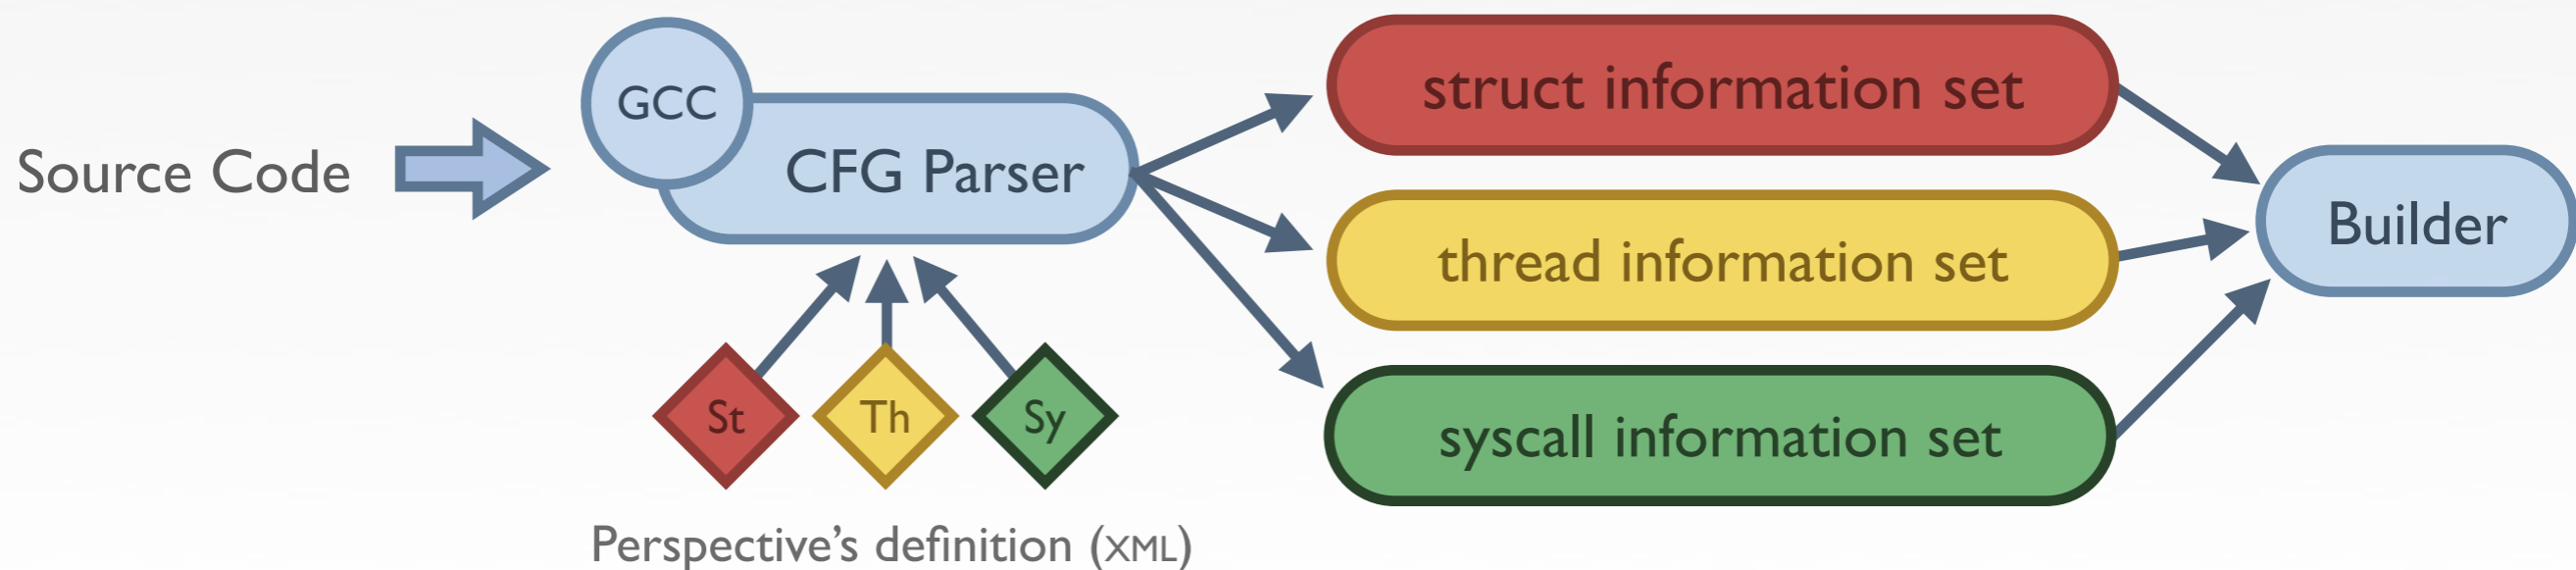 Source Code
GCC
CFG Parser
St
Th
Sy
Perspective’s definition (XML)
struct information set
thread information set
syscall information set
Builder